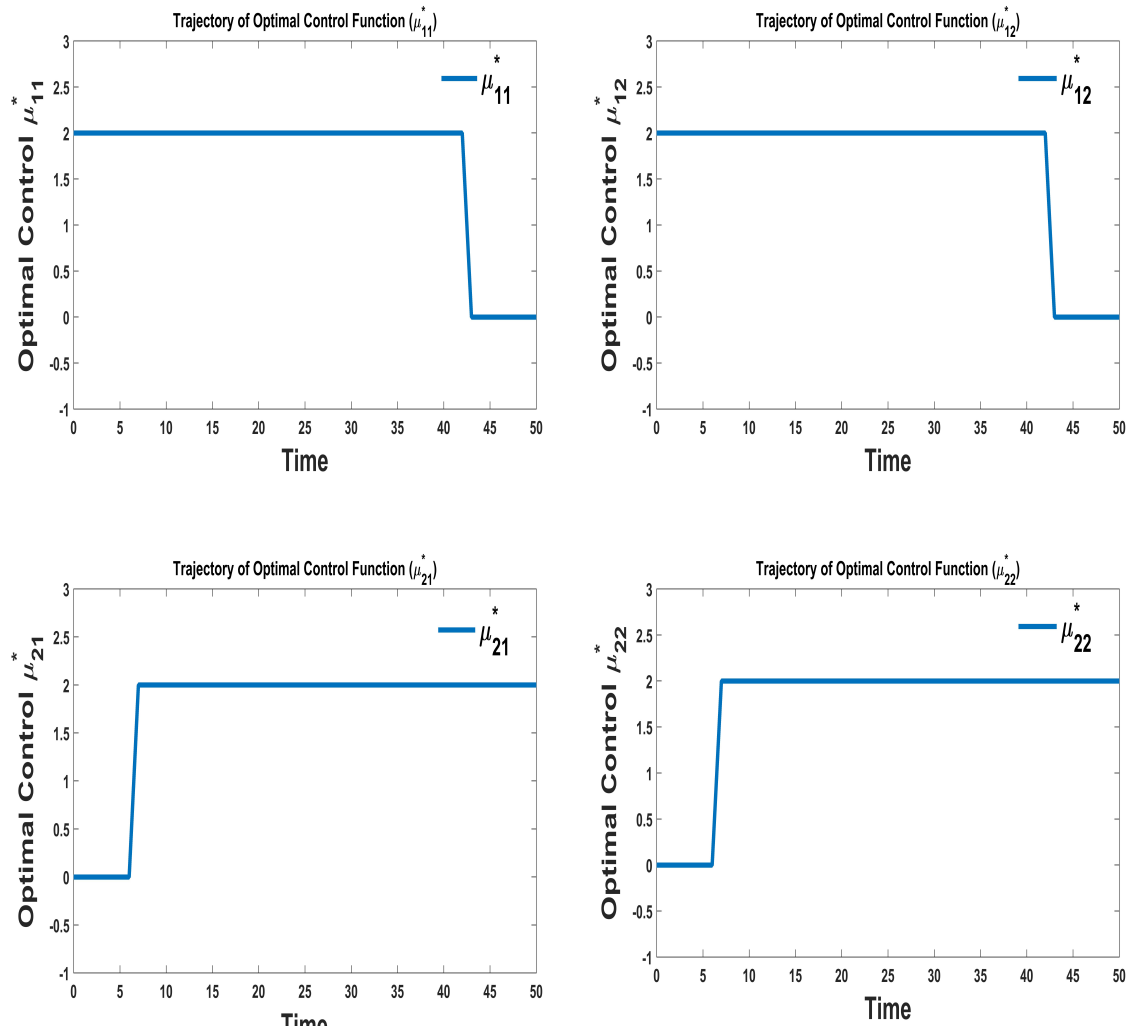 Trajectory of Optimal Control Function (μ*11)
Optimal Control μ*11
3
2.5
2
1.5
1
0.5
0
-0.5
-1
μ*11
0 5 10 15 20 25 30 35 40 45 50
Time
Trajectory of Optimal Control Function (μ*12)
Optimal Control μ*12
3
2.5
2
1.5
1
0.5
0
-0.5
-1
μ*12
0 5 10 15 20 25 30 35 40 45 50
Time
Trajectory of Optimal Control Function (μ*21)
Optimal Control μ*21
3
2.5
2
1.5
1
0.5
0
-0.5
-1
μ*21
0 5 10 15 20 25 30 35 40 45 50
Time
Trajectory of Optimal Control Function (μ*22)
Optimal Control μ*22
3
2.5
2
1.5
1
0.5
0
-0.5
-1
μ*22
0 5 10 15 20 25 30 35 40 45 50
Time